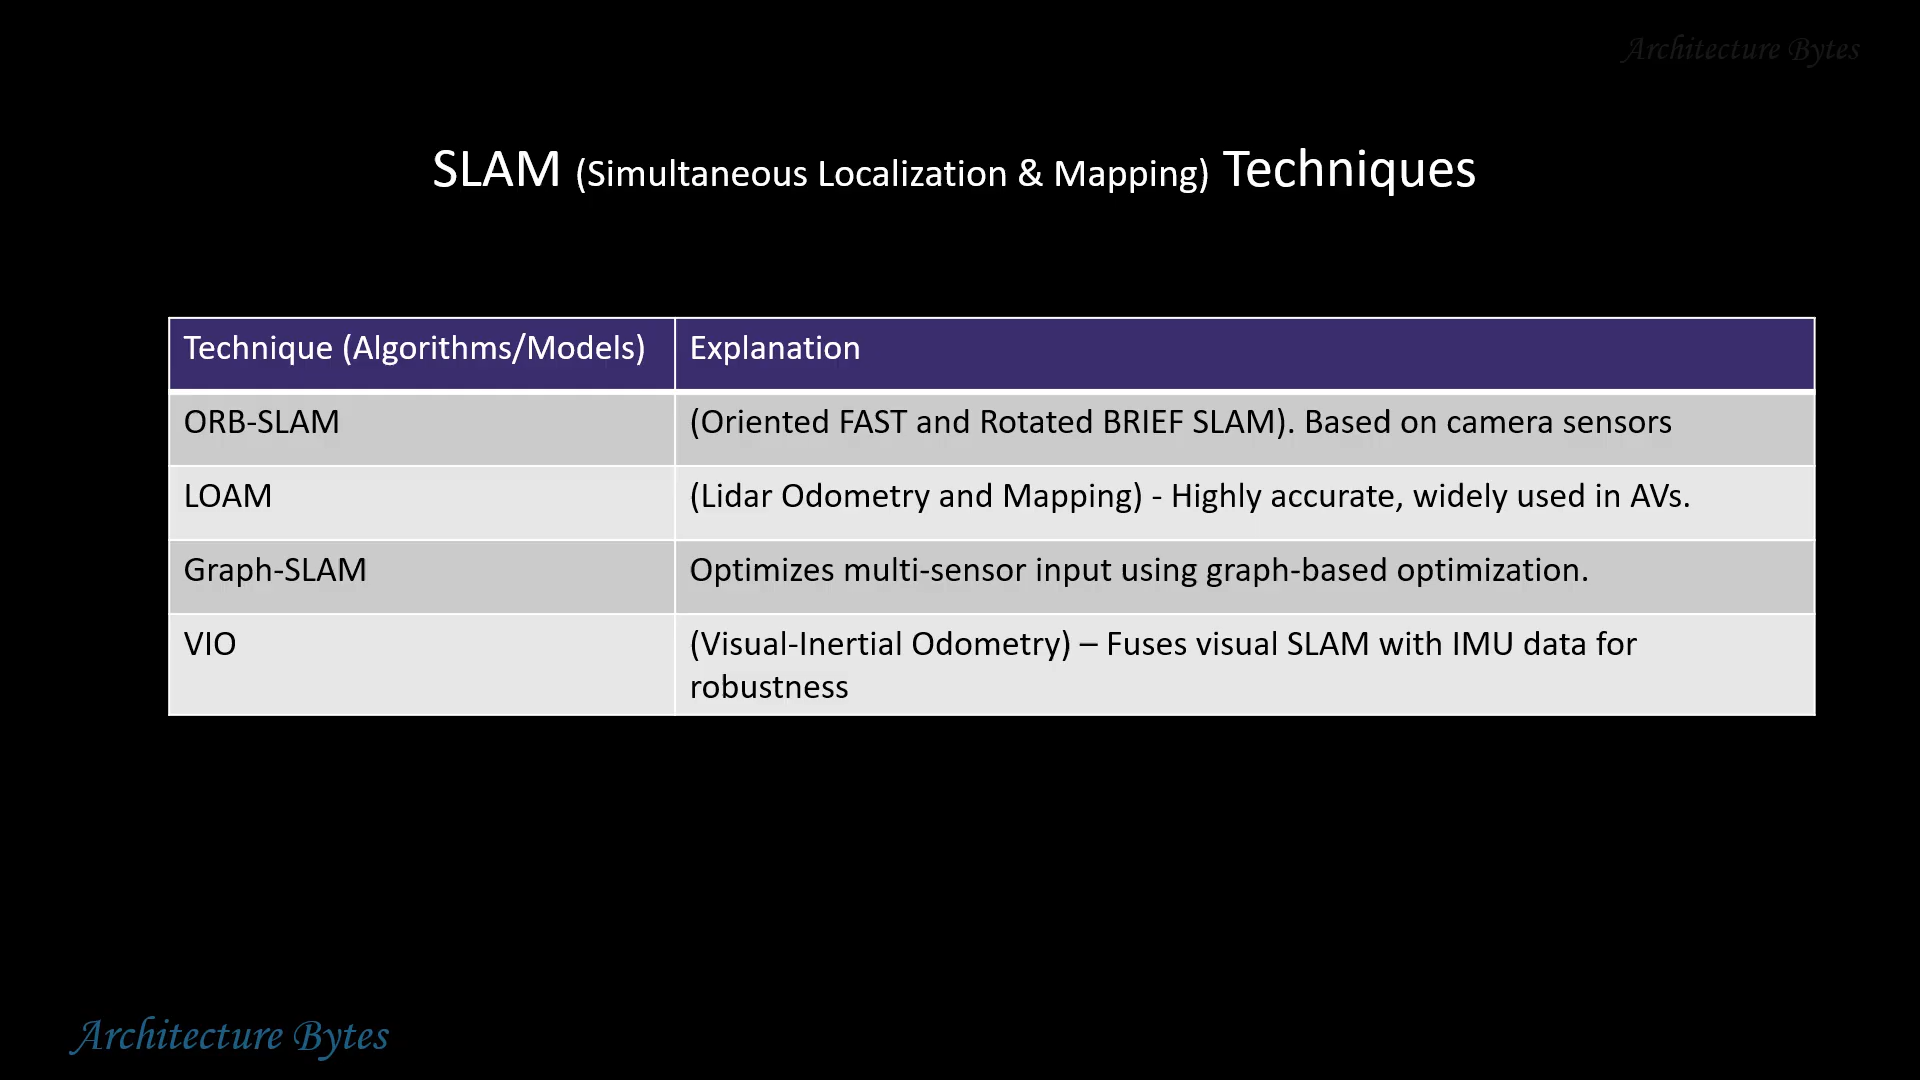 Architecture Bytes
SLAM (Simultaneous Localization & Mapping) Techniques
Technique (Algorithms/Models) Explanation
ORB-SLAM (Oriented FAST and Rotated BRIEF SLAM). Based on camera sensors
LOAM (Lidar Odometry and Mapping) - Highly accurate, widely used in AVs.
Graph-SLAM Optimizes multi-sensor input using graph-based optimization.
VIO (Visual-Inertial Odometry) – Fuses visual SLAM with IMU data for
robustness
Architecture Bytes